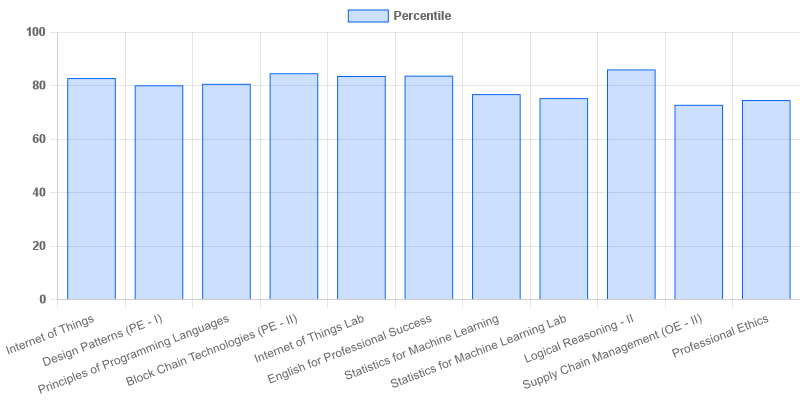 Percentile
100
80
60
40
20
0
Internet of Things
Design Patterns (PE - I)
Principles of Programming Languages
Block Chain Technologies (PE - II)
Internet of Things Lab
English for Professional Success
Statistics for Machine Learning
Statistics for Machine Learning Lab
Logical Reasoning - II
Supply Chain Management (OE - II)
Professional Ethics